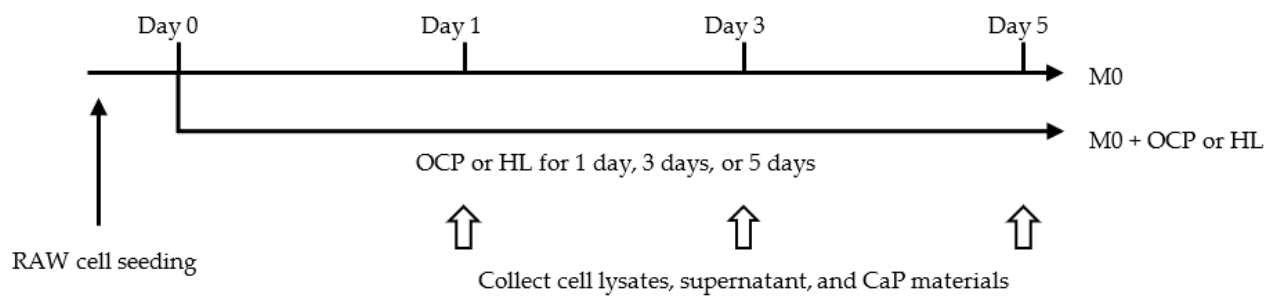 Day 0
Day 1
Day 3
Day 5
M0
M0 + OCP or HL
OCP or HL for 1 day, 3 days, or 5 days
RAW cell seeding
Collect cell lysates, supernatant, and CaP materials